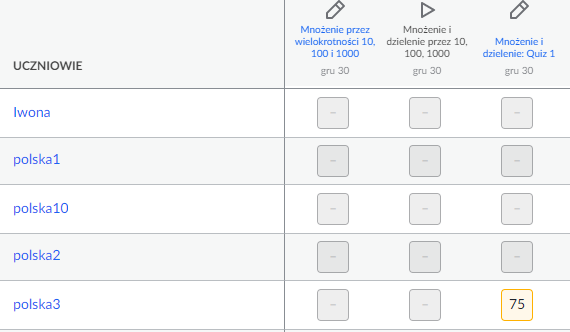 Mnożenie przez
wielokrotności 10,
100 i 1000
gru 30
Mnożenie i
dzielenie przez 10,
100, 1000
gru 30
Mnożenie i
dzielenie: Quiz 1
gru 30
UCZNIOWIE
Iwona – – –
polska1 – – –
polska10 – – –
polska2 – – –
polska3 – – 75